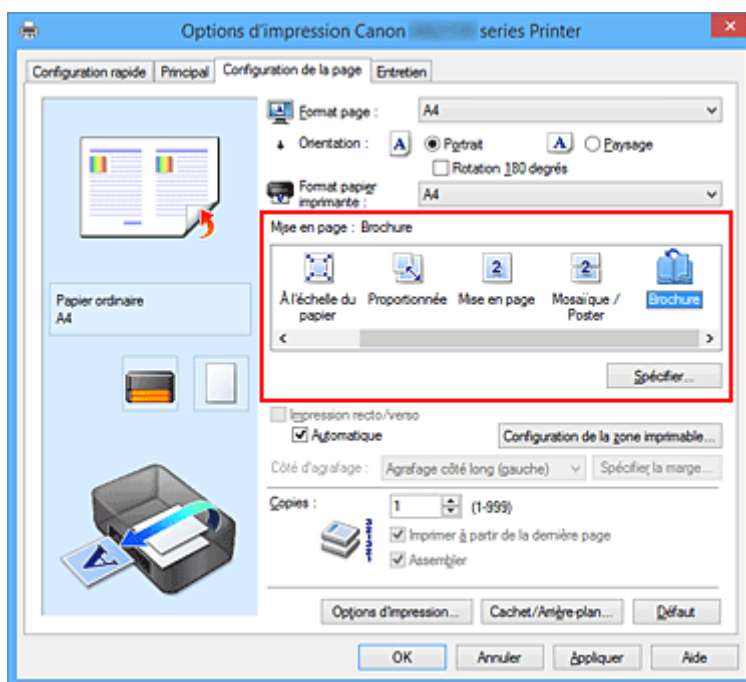 Options d'impression Canon series Printer
Configuration rapide Principal Configuration de la page Entretien
Format page : A4
Orientation : A Portrait A Paysage
Rotation 180 degrés
Format papier imprimante : A4
Mise en page : Brochure
À l'échelle du papier
Proportionnée
Mise en page
Mosaïque / Poster
Brochure
Spécifier...
Papier ordinaire
A4
Impression recto/verso
Automatique
Configuration de la zone imprimable...
Côté d'agrafage : Agrafage côté long (gauche) Spécifier la marge...
Copies : 1 (1-999)
Imprimer à partir de la dernière page
Assembler
Options d'impression... Cachet/Arrière-plan... Défaut
OK Annuler Appliquer Aide